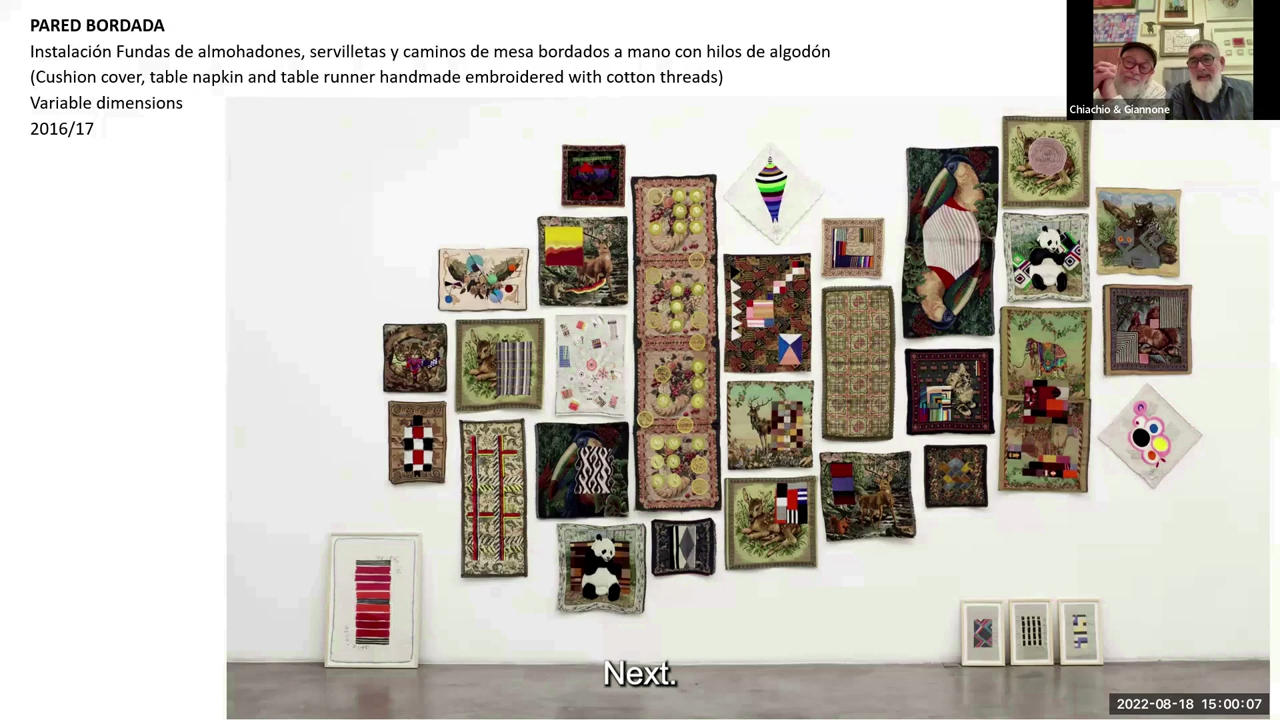 PARED BORDADA
Instalación Fundas de almohadones, servilletas y caminos de mesa bordados a mano con hilos de algodón
(Cushion cover, table napkin and table runner handmade embroidered with cotton threads)
Variable dimensions
2016/17
Chiachio & Giannone
Next.
2022-08-18 15:00:07